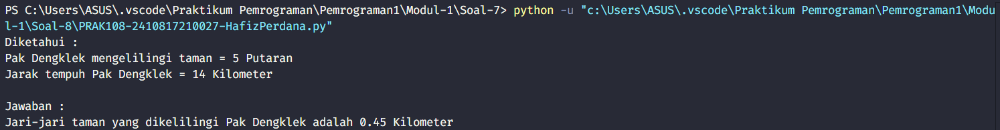 PS C:\Users\ASUS\.vscode\Praktikum Pemrograman\Pemrograman1\Modul-1\Soal-7> python -u "c:\Users\ASUS\.vscode\Praktikum Pemrograman\Pemrograman1\Modu
l-1\Soal-8\PRAK108-2410817210027-HafizPerdana.py"
Diketahui :
Pak Dengklek mengelilingi taman = 5 Putaran
Jarak tempuh Pak Dengklek = 14 Kilometer
Jawaban :
Jari-jari taman yang dikelilingi Pak Dengklek adalah 0.45 Kilometer